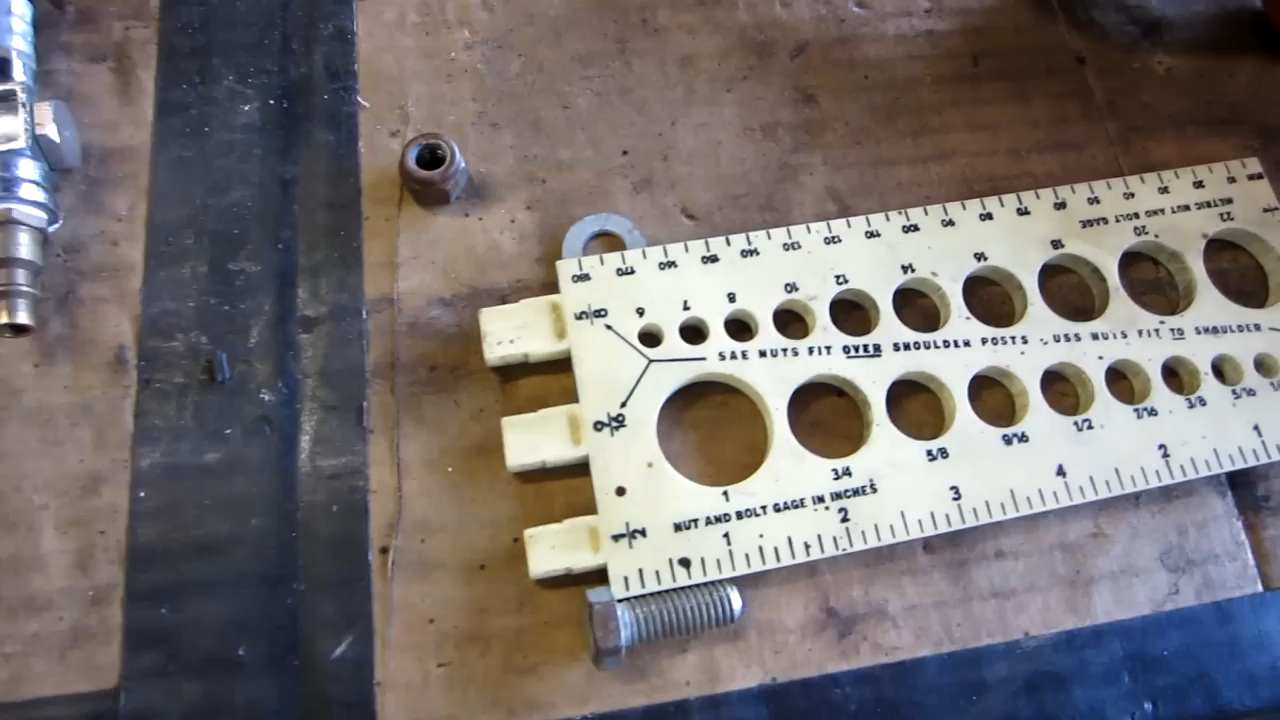 180 170 160 150 140 130 120 110 100 90 80 70 60 50 40 30 20 10 MM
METRIC NUT AND BOLT GAGE
6 7 8 10 12 14 16 18 20 22
5/8
SAE NUTS FIT OVER SHOULDER POSTS - USS NUTS FIT TO SHOULDER
9/16
1 3/4 5/8 9/16 1/2 7/16 3/8 5/16
NUT AND BOLT GAGE IN INCHES
1/2
1 2 3 4 2 1